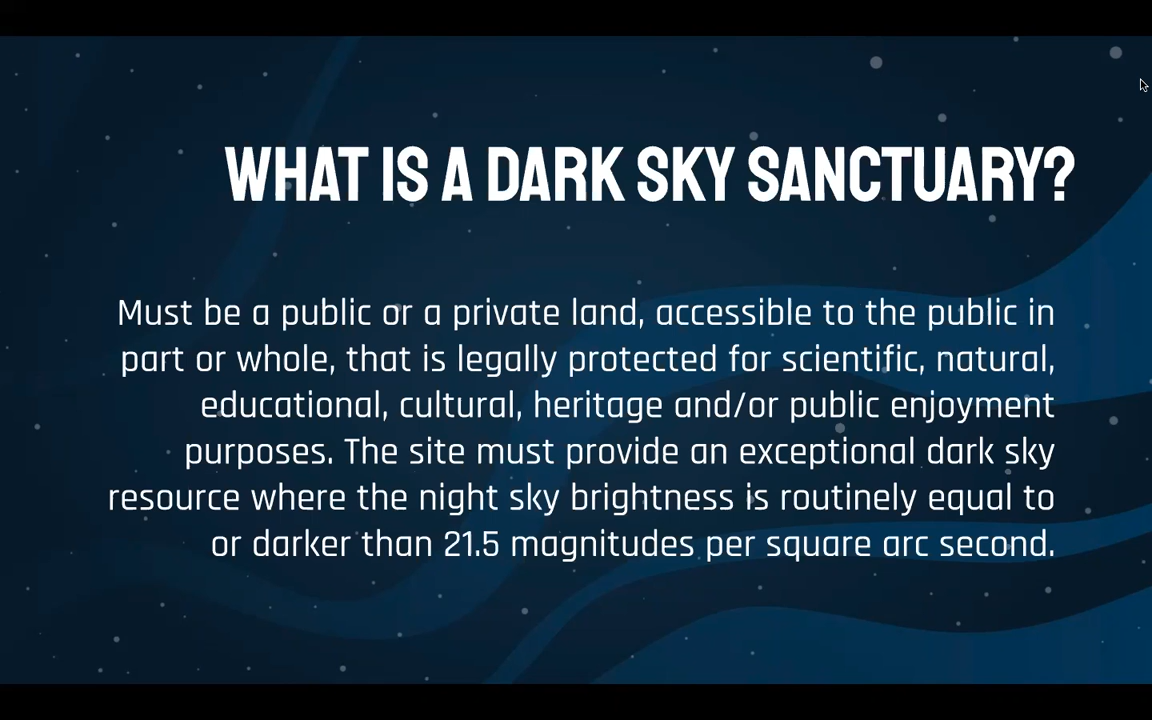 WHAT IS A DARK SKY SANCTUARY?
Must be a public or a private land, accessible to the public in
part or whole, that is legally protected for scientific, natural,
educational, cultural, heritage and/or public enjoyment
purposes. The site must provide an exceptional dark sky
resource where the night sky brightness is routinely equal to
or darker than 21.5 magnitudes per square arc second.